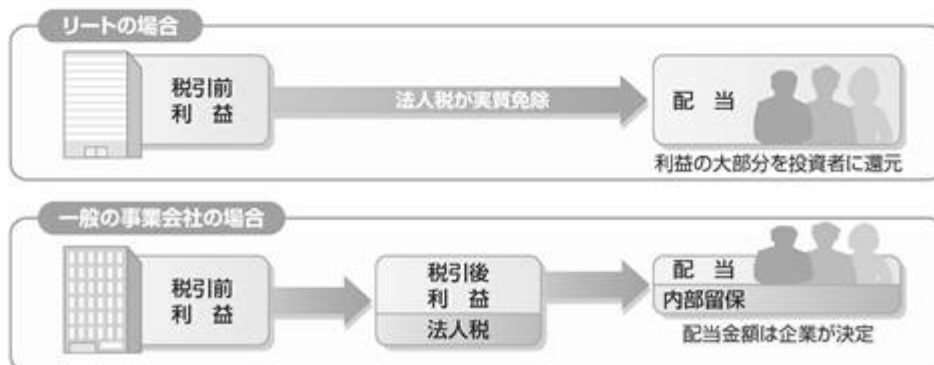 リートの場合
税引前
利　益
法人税が実質免除
配　当
利益の大部分を投資者に還元
一般の事業会社の場合
税引前
利　益
税引後
利　益
法人税
配　当
内部留保
配当金額は企業が決定